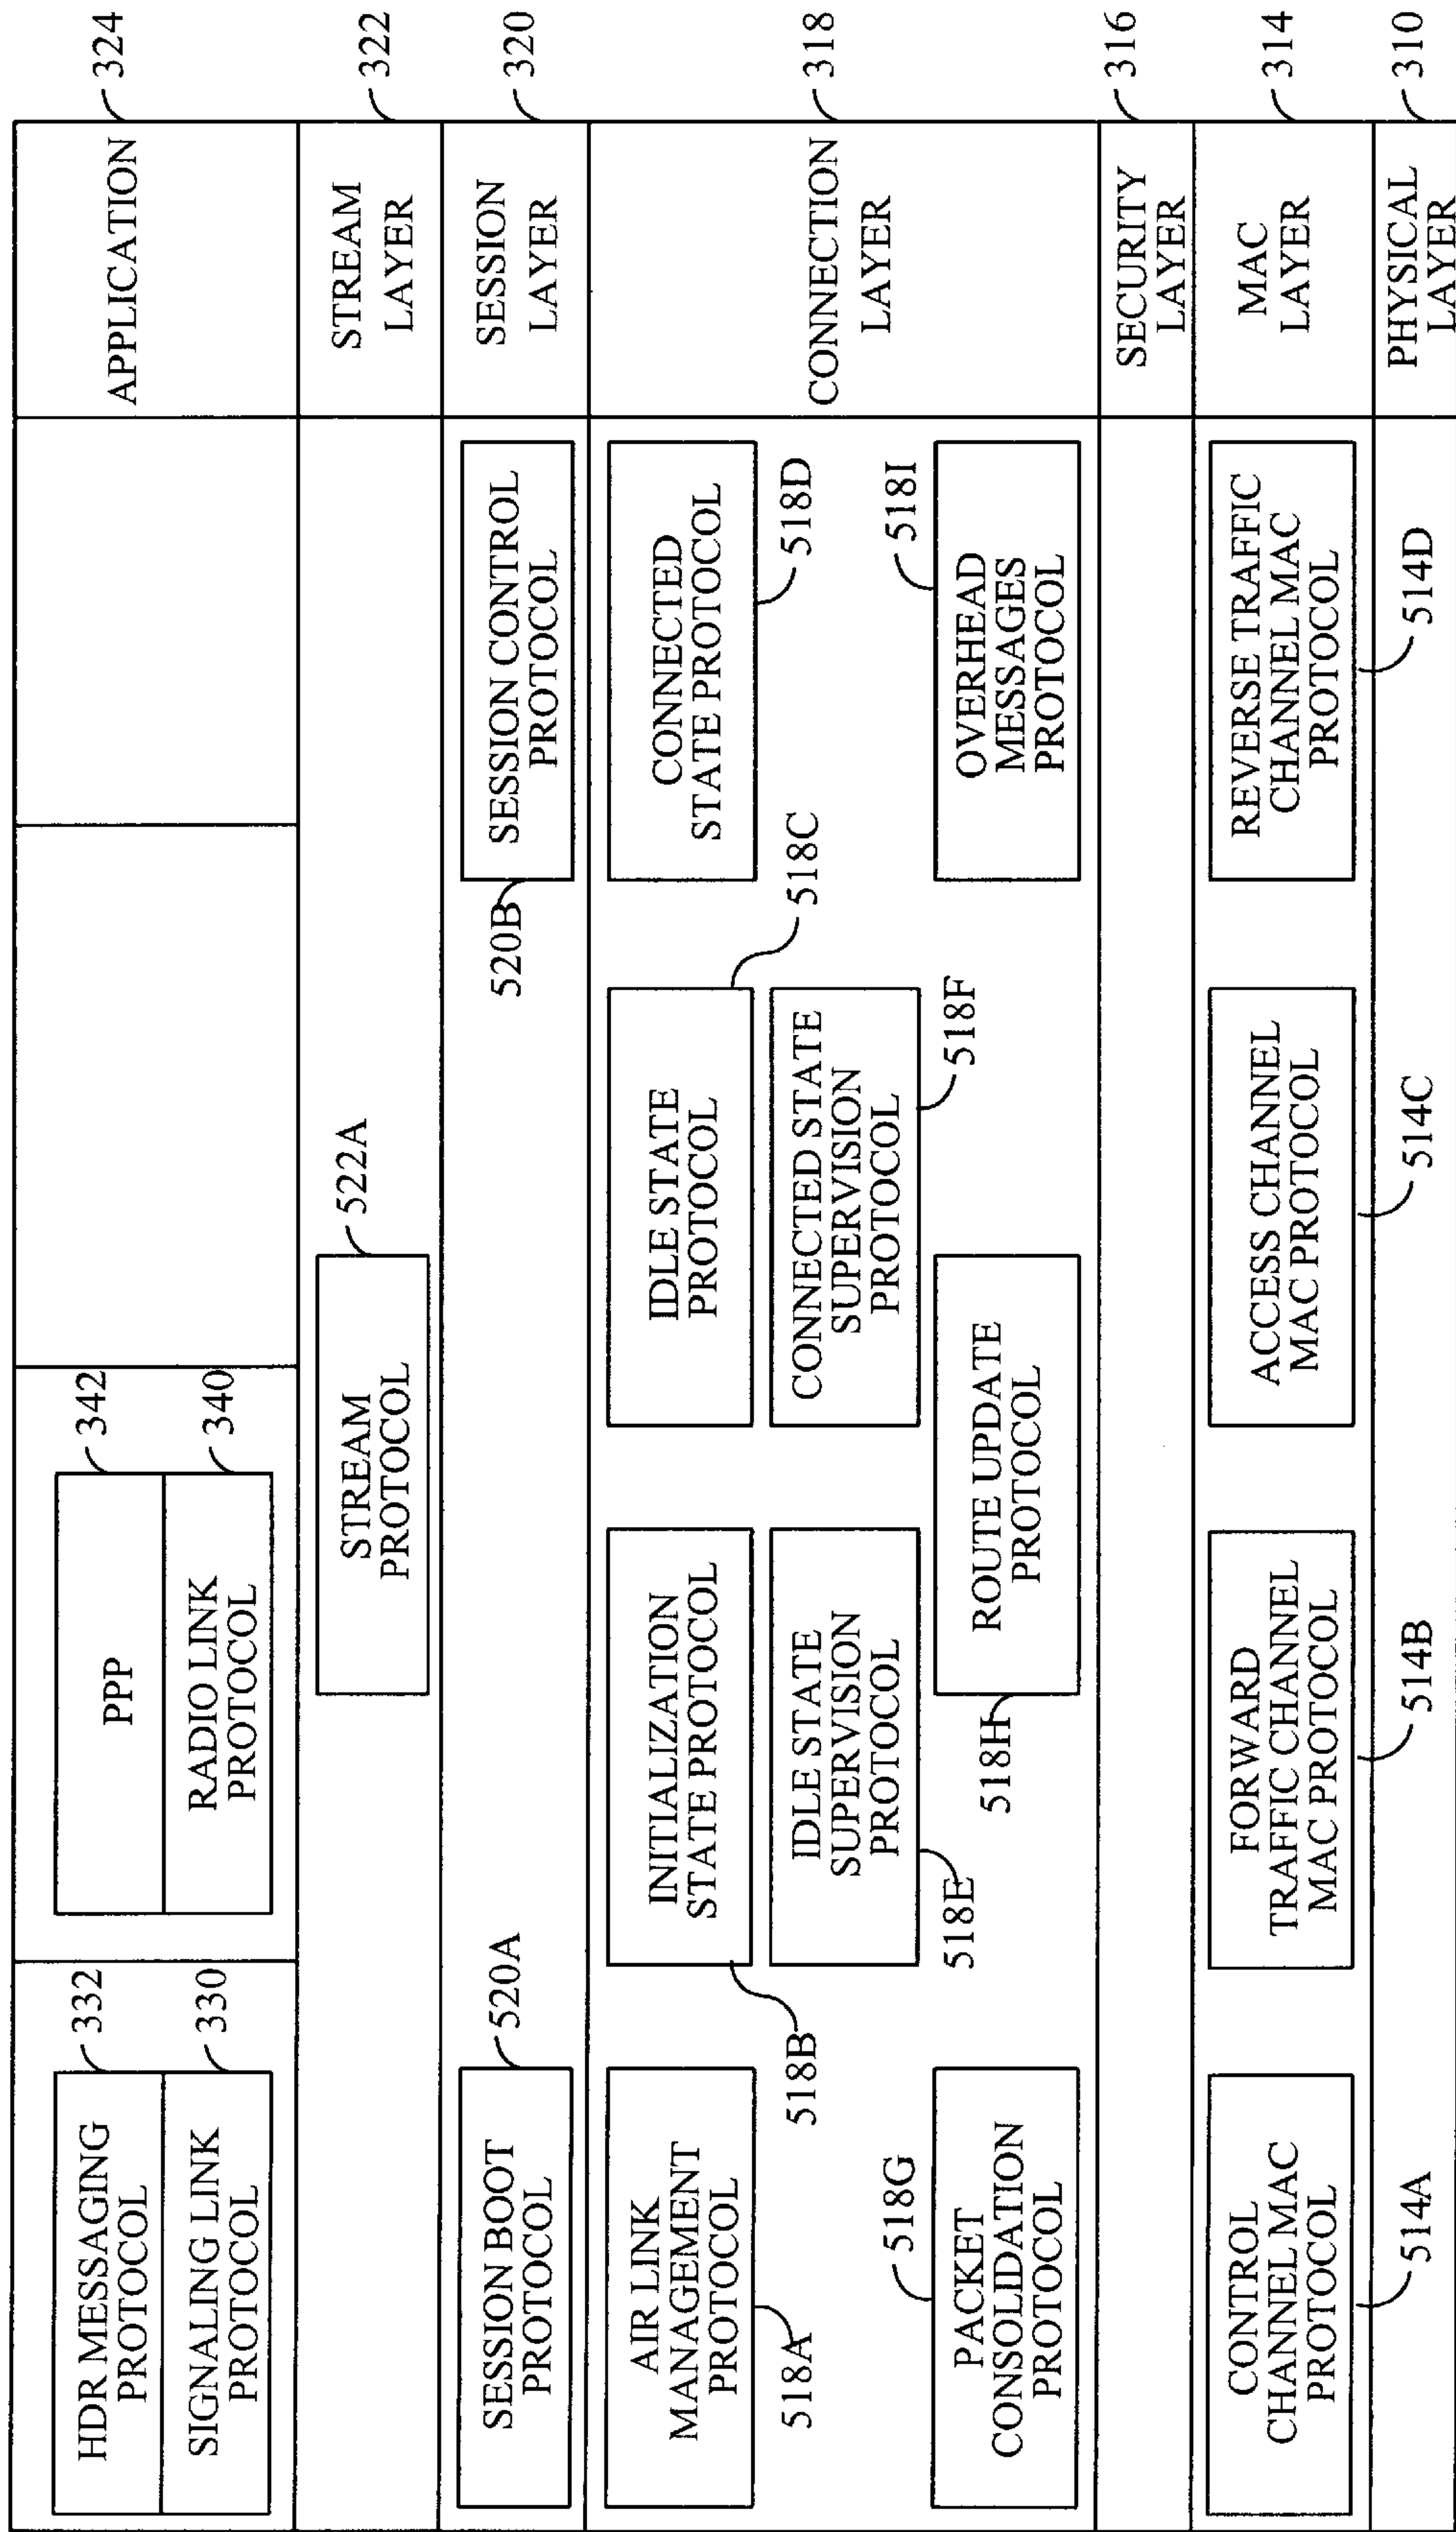 HDR MESSAGING
PROTOCOL
332
SIGNALING LINK
PROTOCOL
330
PPP
342
RADIO LINK
PROTOCOL
340
APPLICATION
324
STREAM
PROTOCOL
522A
STREAM
LAYER
322
SESSION BOOT
PROTOCOL
520A
520B
SESSION CONTROL
PROTOCOL
SESSION
LAYER
320
AIR LINK
MANAGEMENT
PROTOCOL
518A
INITIALIZATION
STATE PROTOCOL
518B
IDLE STATE
PROTOCOL
518C
CONNECTED
STATE PROTOCOL
518D
IDLE STATE
SUPERVISION
PROTOCOL
518E
CONNECTED STATE
SUPERVISION
PROTOCOL
518F
518G
PACKET
CONSOLIDATION
PROTOCOL
518H
ROUTE UPDATE
PROTOCOL
518I
OVERHEAD
MESSAGES
PROTOCOL
CONNECTION
LAYER
318
SECURITY
LAYER
316
CONTROL
CHANNEL MAC
PROTOCOL
514A
FORWARD
TRAFFIC CHANNEL
MAC PROTOCOL
514B
ACCESS CHANNEL
MAC PROTOCOL
514C
REVERSE TRAFFIC
CHANNEL MAC
PROTOCOL
514D
MAC
LAYER
314
PHYSICAL
LAYER
310